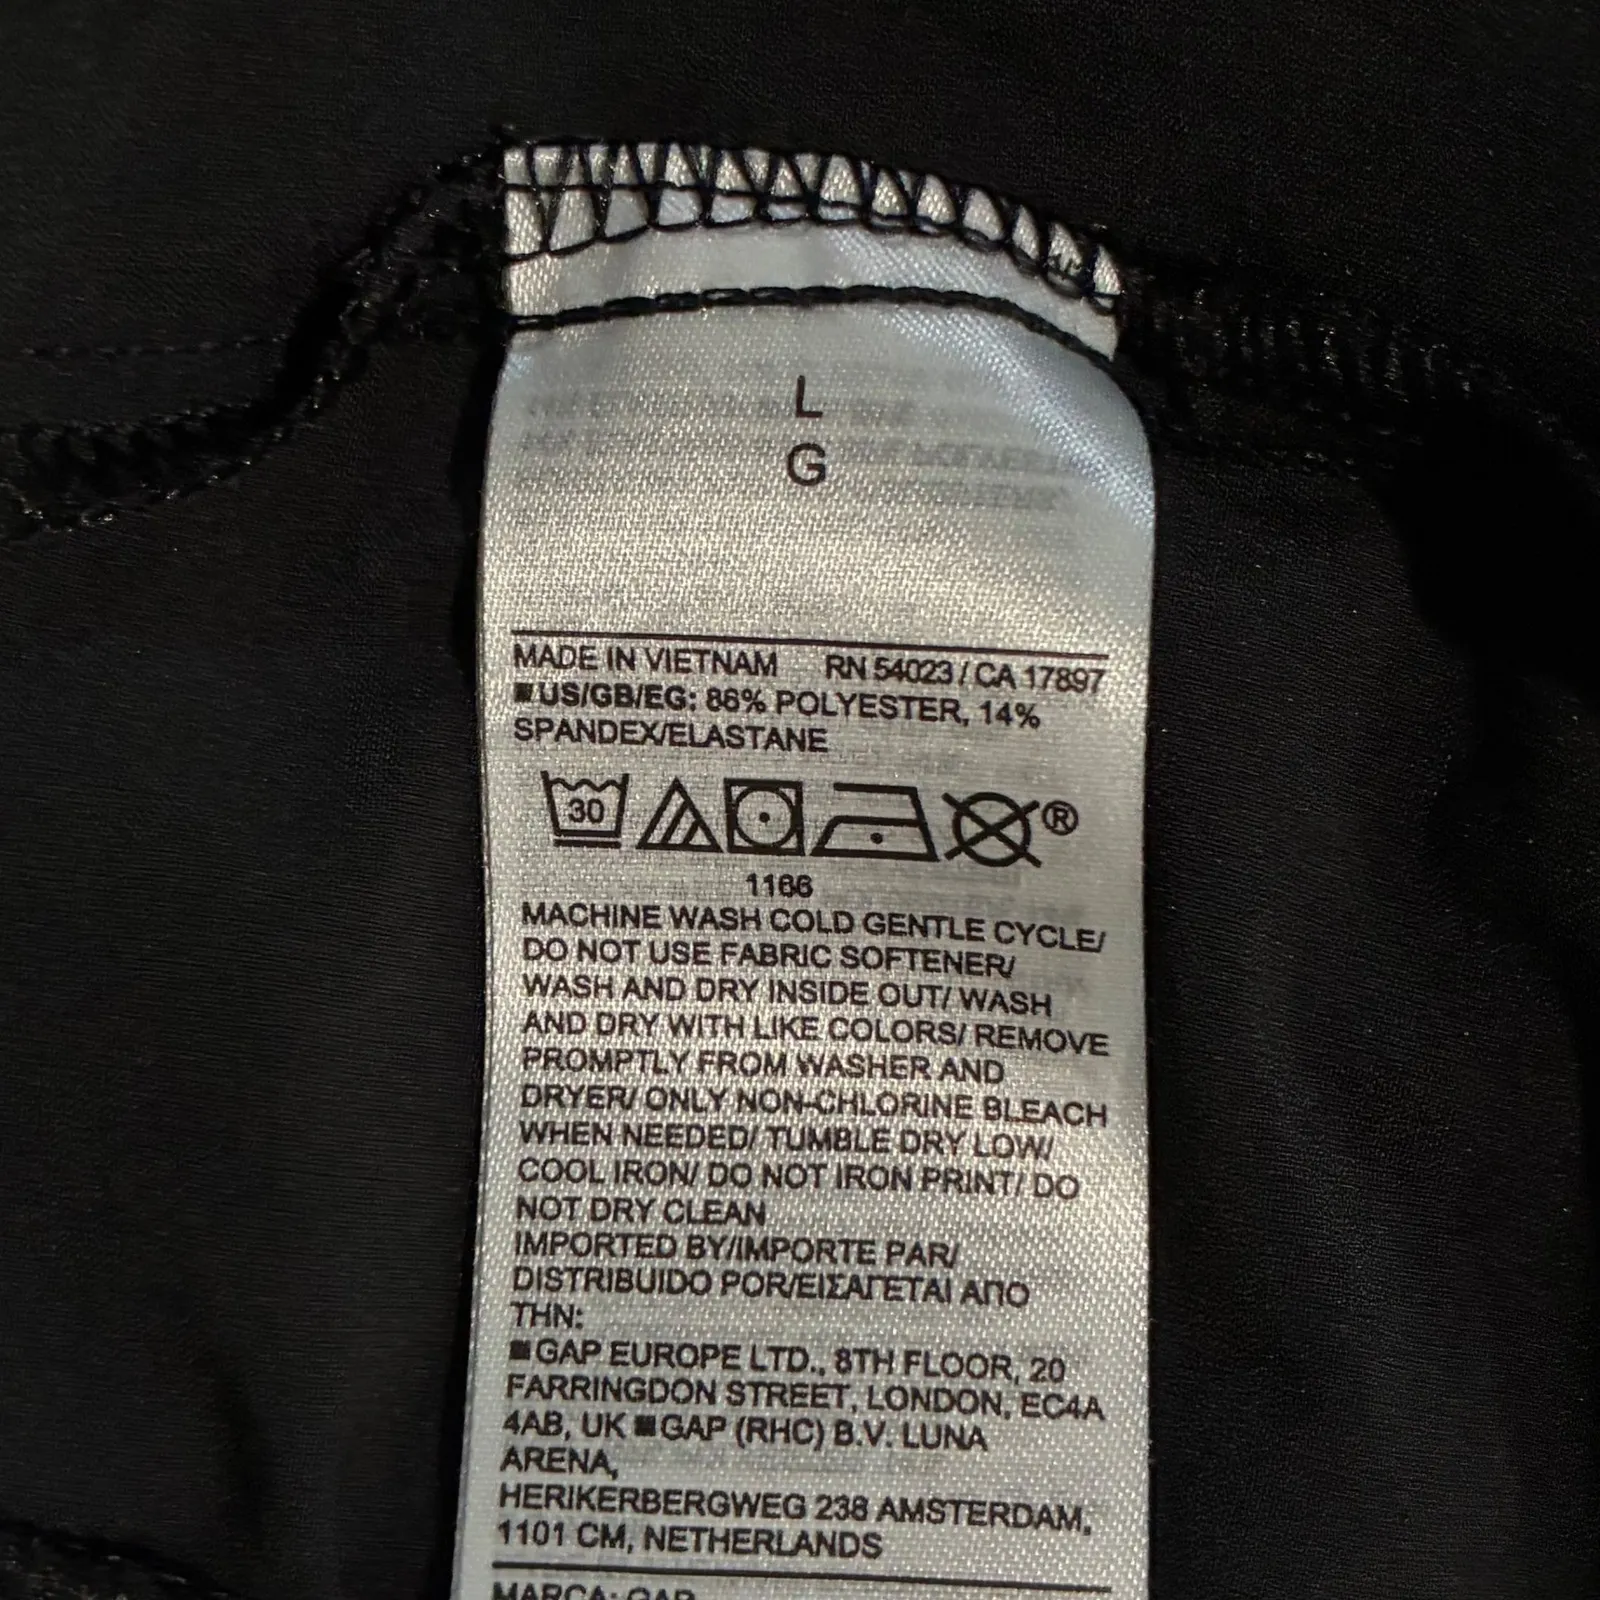 L
G
MADE IN VIETNAM RN 54023 / CA 17897
■US/GB/EG: 86% POLYESTER, 14%
SPANDEX/ELASTANE
30 ®
1166
MACHINE WASH COLD GENTLE CYCLE/
DO NOT USE FABRIC SOFTENER/
WASH AND DRY INSIDE OUT/ WASH
AND DRY WITH LIKE COLORS/ REMOVE
PROMPTLY FROM WASHER AND
DRYER/ ONLY NON-CHLORINE BLEACH
WHEN NEEDED/ TUMBLE DRY LOW/
COOL IRON/ DO NOT IRON PRINT/ DO
NOT DRY CLEAN
IMPORTED BY/IMPORTE PAR/
DISTRIBUIDO POR/ΕΙΣΑΓΕΤΑΙ ΑΠΟ
ΤΗΝ:
■GAP EUROPE LTD., 8TH FLOOR, 20
FARRINGDON STREET, LONDON, EC4A
4AB, UK ■GAP (RHC) B.V. LUNA
ARENA,
HERIKERBERGWEG 238 AMSTERDAM,
1101 CM, NETHERLANDS
MARCA: GAP